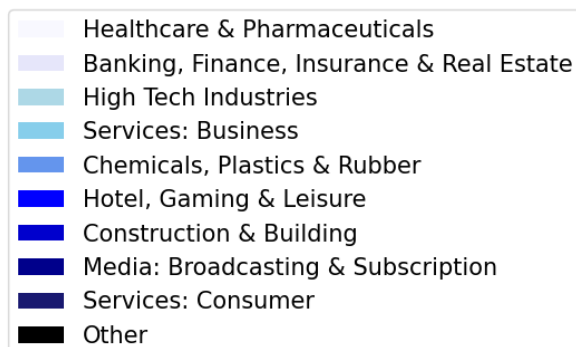 Healthcare & Pharmaceuticals
Banking, Finance, Insurance & Real Estate
High Tech Industries
Services: Business
Chemicals, Plastics & Rubber
Hotel, Gaming & Leisure
Construction & Building
Media: Broadcasting & Subscription
Services: Consumer
Other